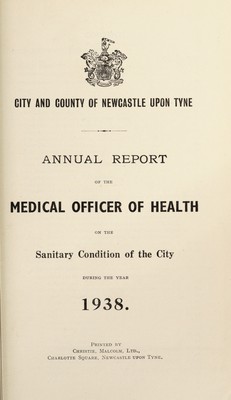 CITY AND COUNTY OF NEWCASTLE UPON TYNE
ANNUAL REPORT
OF THE
MEDICAL OFFICER OF HEALTH
ON THE
Sanitary Condition of the City
DURING THE YEAR
1938.
Printed by
Christie, Malcolm, Ltd.,
Charlotte Square, Newcastle upon Tyne.